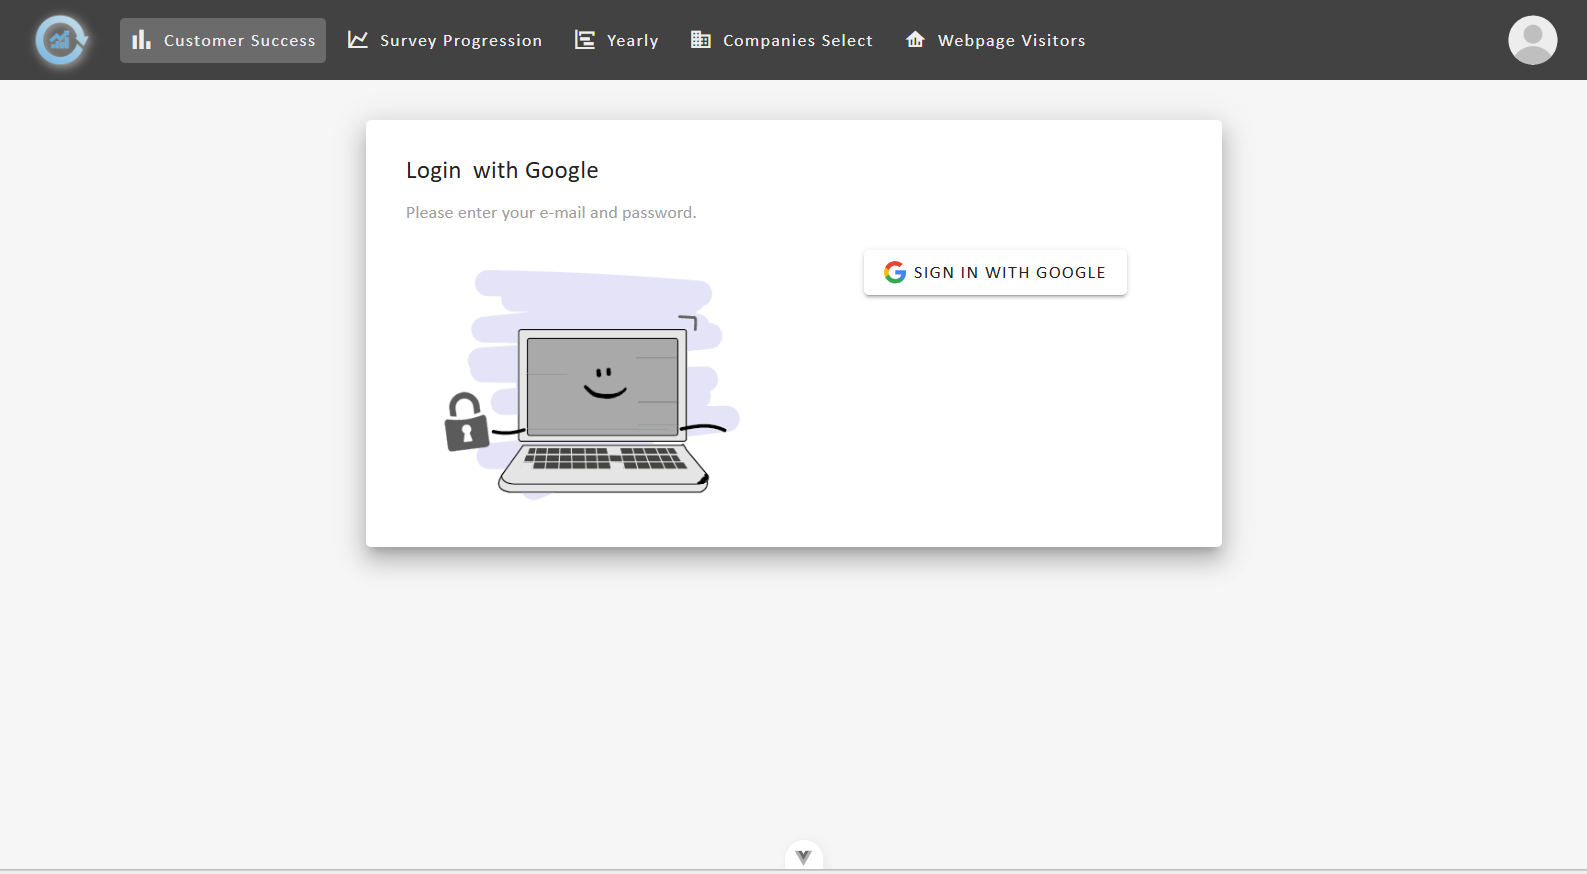 Customer Success
Survey Progression
Yearly
Companies Select
Webpage Visitors
Login  with Google
Please enter your e-mail and password.
SIGN IN WITH GOOGLE